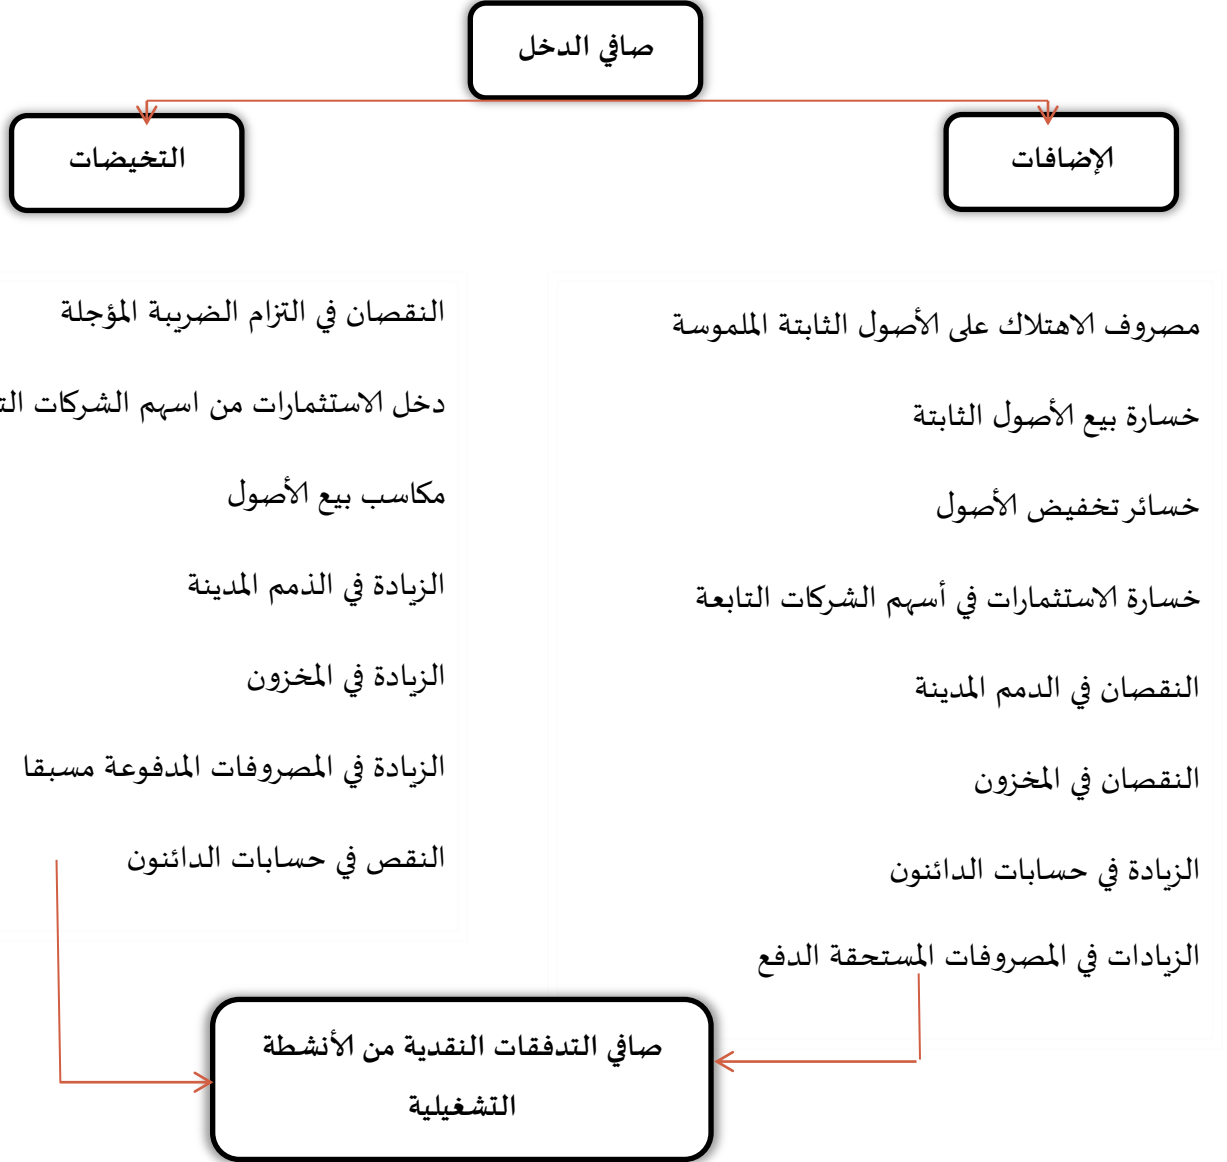 صافي الدخل
الإضافات
التخيضات
مصروف الاهتلاك على الأصول الثابتة الملموسة
خسارة بيع الأصول الثابتة
خسائر تخفيض الأصول
خسارة الاستثمارات في أسهم الشركات التابعة
النقصان في الدمم المدينة
النقصان في المخزون
الزيادة في حسابات الدائنون
الزيادات في المصروفات المستحقة الدفع
النقصان في التزام الضريبة المؤجلة
دخل الاستثمارات من اسهم الشركات
مكاسب بيع الأصول
الزيادة في الذمم المدينة
الزيادة في المخزون
الزيادة في المصروفات المدفوعة مسبقا
النقص في حسابات الدائنون
صافي التدفقات النقدية من الأنشطة
التشغيلية